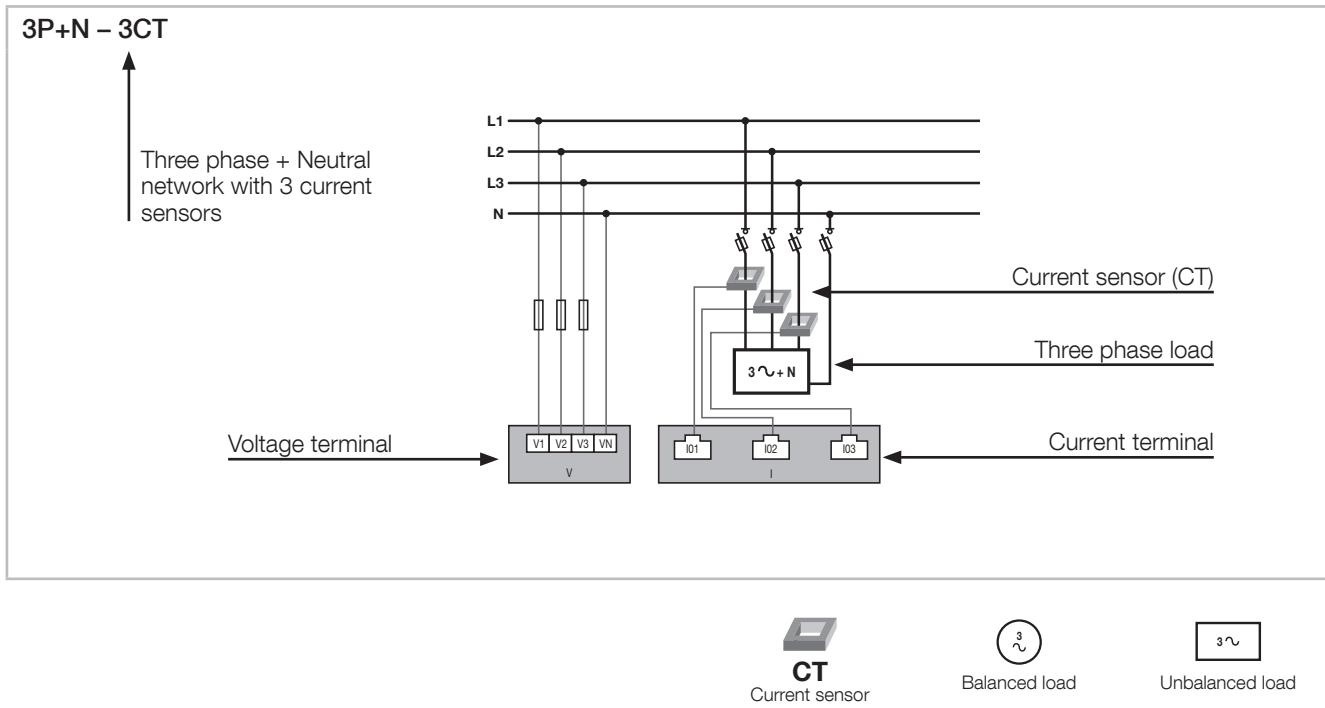 3P+N – 3CT
Three phase + Neutral
network with 3 current
sensors
L1
L2
L3
N
Current sensor (CT)
Three phase load
3 ∿ + N
Voltage terminal
V1 V2 V3 VN
V
I01 I02 I03
I
Current terminal
CT
Current sensor
3
∿
Balanced load
3 ∿
Unbalanced load